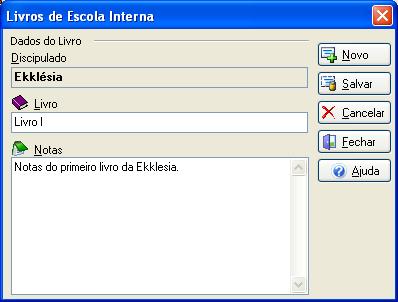 Livros de Escola Interna
Dados do Livro
Discipulado
Ekklésia
Livro
Livro I
Notas
Notas do primeiro livro da Ekklesia.
Novo
Salvar
Cancelar
Fechar
Ajuda